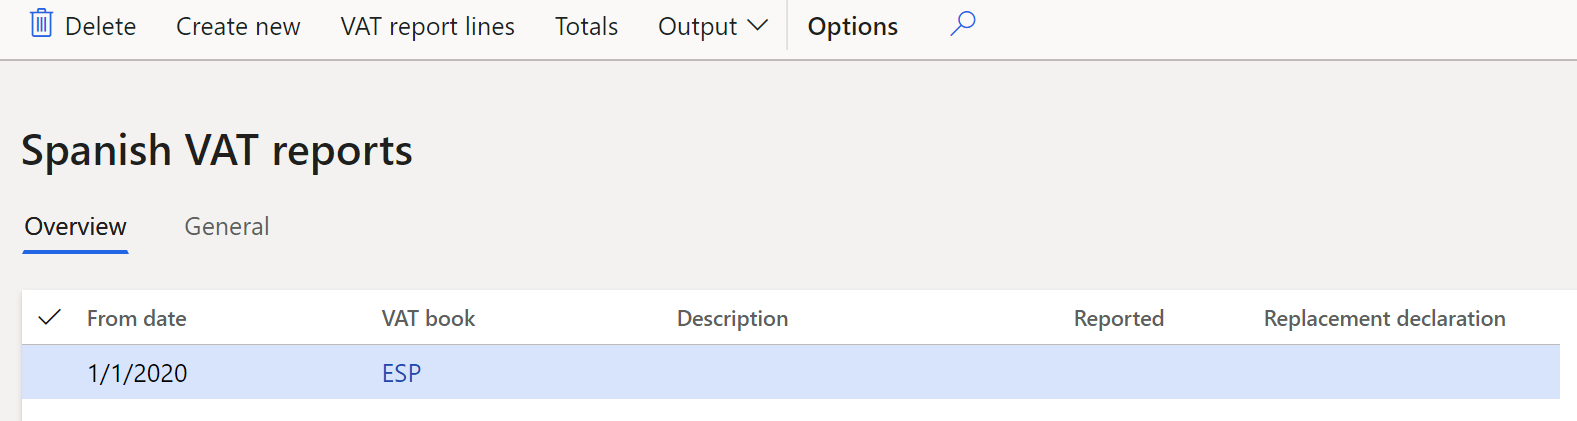 Delete Create new VAT report lines Totals Output Options
Spanish VAT reports
Overview General
From date VAT book Description Reported Replacement declaration
1/1/2020 ESP